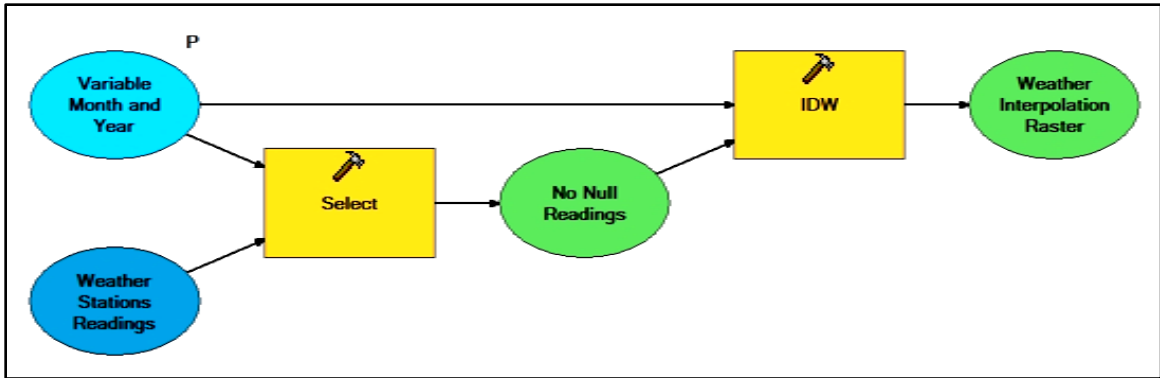 P
Variable
Month and
Year
IDW
Weather
Interpolation
Raster
Select
No Null
Readings
Weather
Stations
Readings